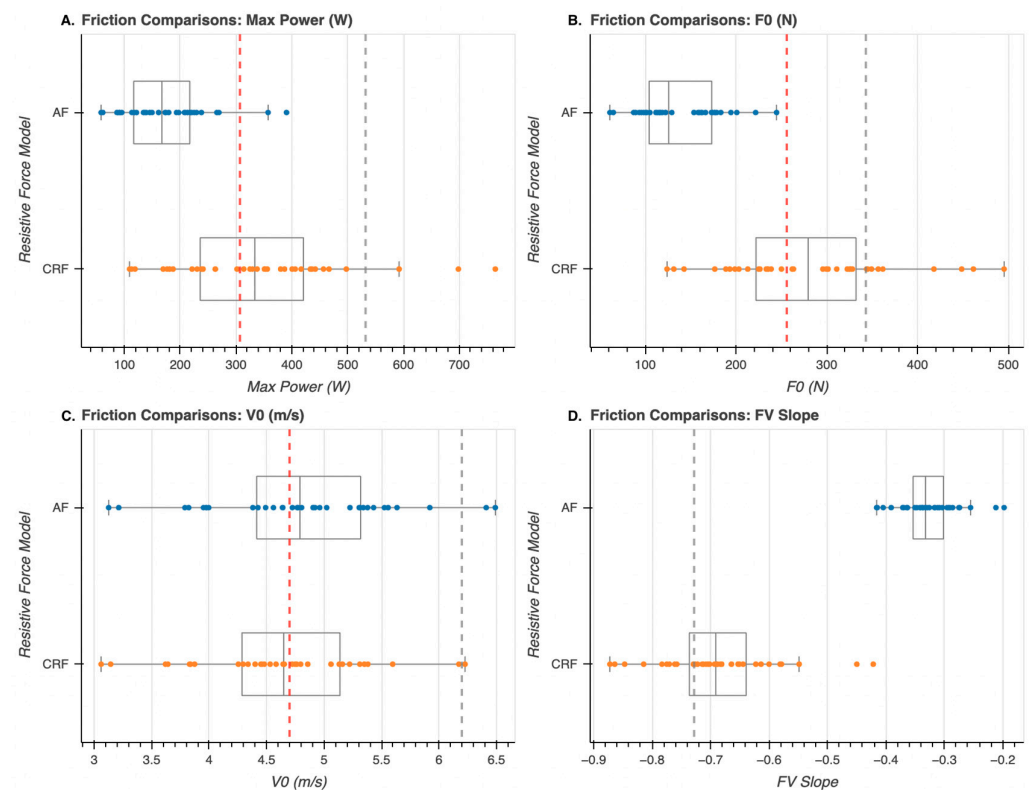 A. Friction Comparisons: Max Power (W)
AF
CRF
Resistive Force Model
100 200 300 400 500 600 700
Max Power (W)
B. Friction Comparisons: F0 (N)
AF
CRF
Resistive Force Model
100 200 300 400 500
F0 (N)
C. Friction Comparisons: V0 (m/s)
AF
CRF
Resistive Force Model
3 3.5 4 4.5 5 5.5 6 6.5
V0 (m/s)
D. Friction Comparisons: FV Slope
AF
CRF
Resistive Force Model
−0.9 −0.8 −0.7 −0.6 −0.5 −0.4 −0.3 −0.2
FV Slope